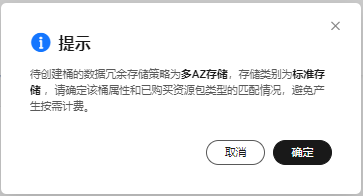 提示
待创建桶的数据冗余存储策略为多AZ存储，存储类别为标准存
储 ，请确定该桶属性和已购买资源包类型的匹配情况，避免产
生按需计费。
取消 确定